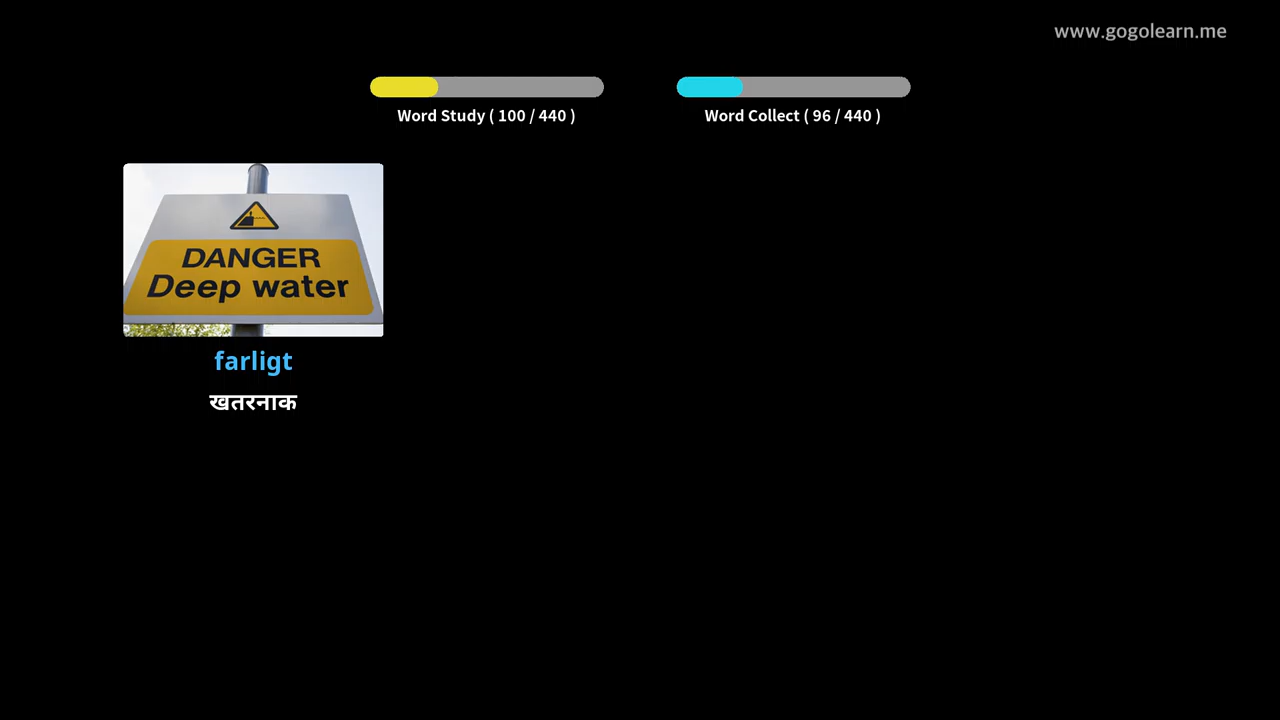 www.gogolearn.me
Word Study ( 100 / 440 )
Word Collect ( 96 / 440 )
DANGER
Deep water
farligt
खतरनाक